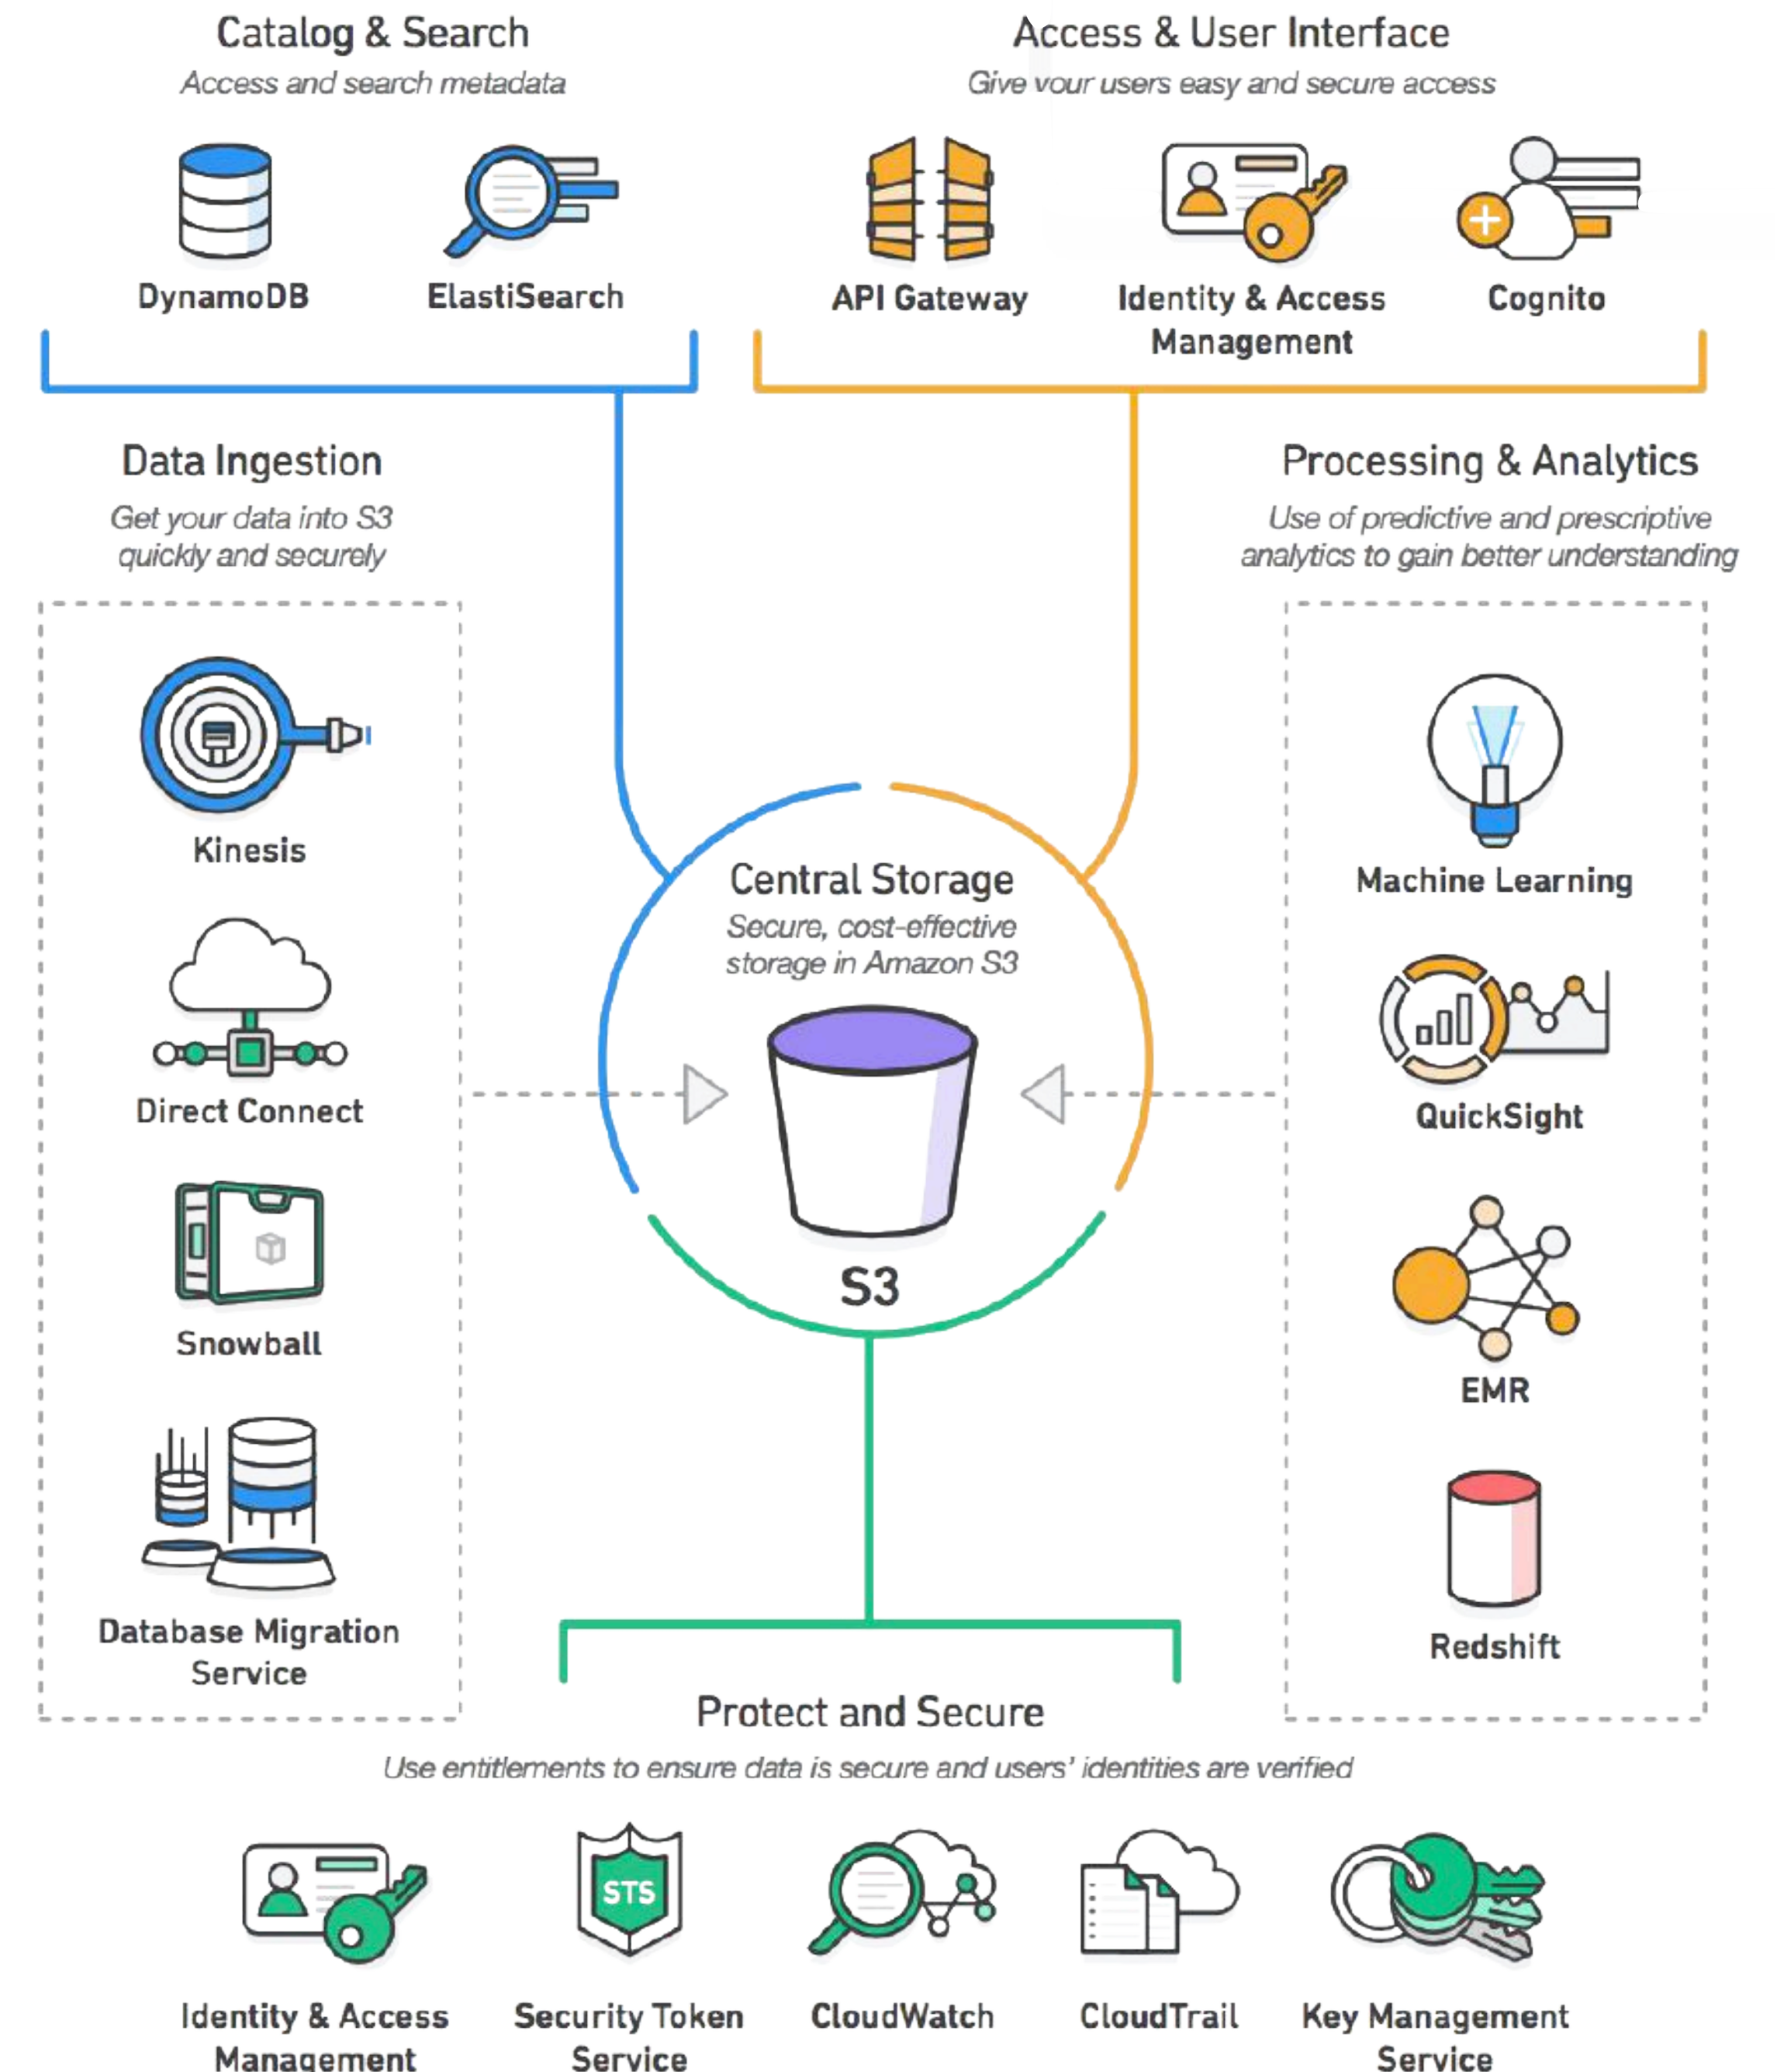 Catalog & Search
Access and search metadata
DynamoDB
ElastiSearch
Access & User Interface
Give your users easy and secure access
API Gateway
Identity & Access
Management
Cognito
Data Ingestion
Get your data into S3
quickly and securely
Kinesis
Direct Connect
Snowball
Database Migration
Service
Central Storage
Secure, cost-effective
storage in Amazon S3
S3
Processing & Analytics
Use of predictive and prescriptive
analytics to gain better understanding
Machine Learning
QuickSight
EMR
Redshift
Protect and Secure
Use entitlements to ensure data is secure and users' identities are verified
Identity & Access
Management
STS
Security Token
Service
CloudWatch
CloudTrail
Key Management
Service